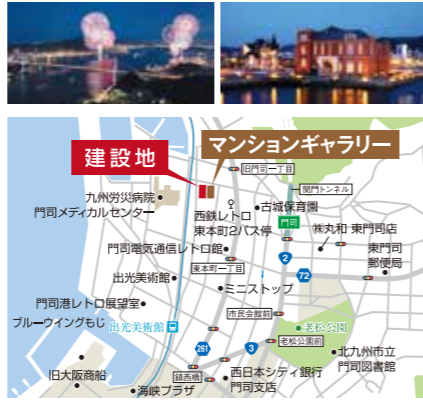 建設地
マンションギャラリー
旧門司一丁目
関門トンネル
九州労災病院
門司メディカルセンター
西鉄レトロ
東本町2バス停
古城保育園
門司
㈱丸和 東門司店
門司電気通信レトロ館
2
東門司
郵便局
東本町一丁目
72
出光美術館
ミニストップ
門司港レトロ展望室
市民会館前
ブルーウイングもじ
出光美術館
老松公園
261
3
老松公園前
北九州市立
門司図書館
旧大阪商船
鎮西橋
西日本シティ銀行
門司支店
海峡プラザ